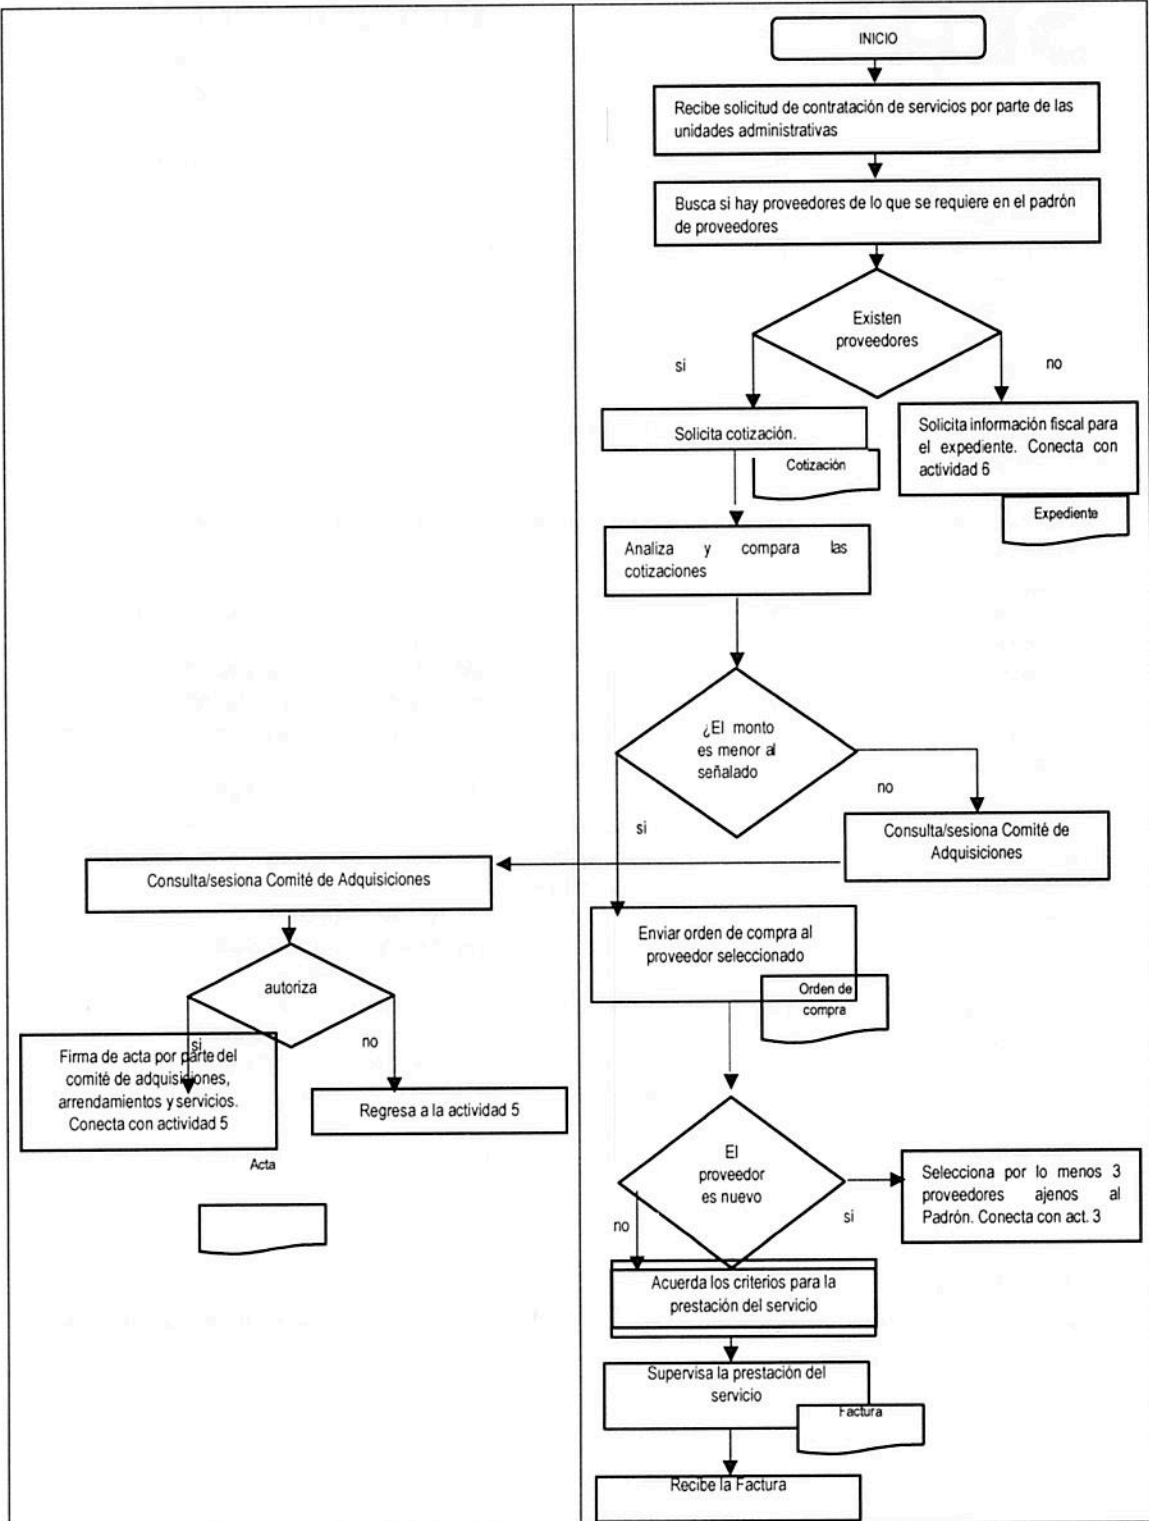 INICIO
Recibe solicitud de contratación de servicios por parte de las
unidades administrativas
Busca si hay proveedores de lo que se requiere en el padrón
de proveedores
Existen
proveedores
si
no
Solicita cotización.
Cotización
Solicita información fiscal para
el expediente. Conecta con
actividad 6
Expediente
Analiza y compara las
cotizaciones
¿El monto
es menor al
señalado
no
si
Consulta/sesiona Comité de
Adquisiciones
Consulta/sesiona Comité de Adquisiciones
Enviar orden de compra al
proveedor seleccionado
Orden de
compra
autoriza
si
no
Firma de acta por parte del
comité de adquisiciones,
arrendamientos y servicios.
Conecta con actividad 5
Regresa a la actividad 5
Acta
El
proveedor
es nuevo
si
no
Selecciona por lo menos 3
proveedores ajenos al
Padrón. Conecta con act. 3
Acuerda los criterios para la
prestación del servicio
Supervisa la prestación del
servicio
Factura
Recibe la Factura